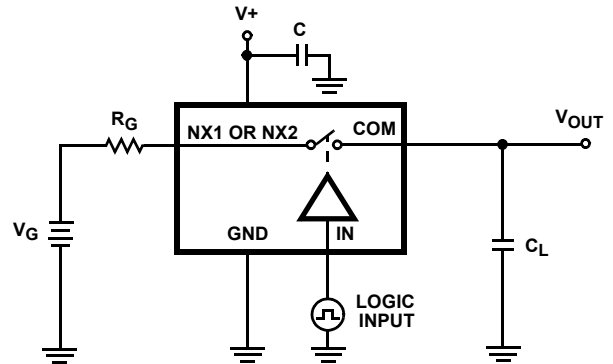 V+
C
RG
NX1 OR NX2
COM
VOUT
VG
GND
IN
CL
LOGIC
INPUT